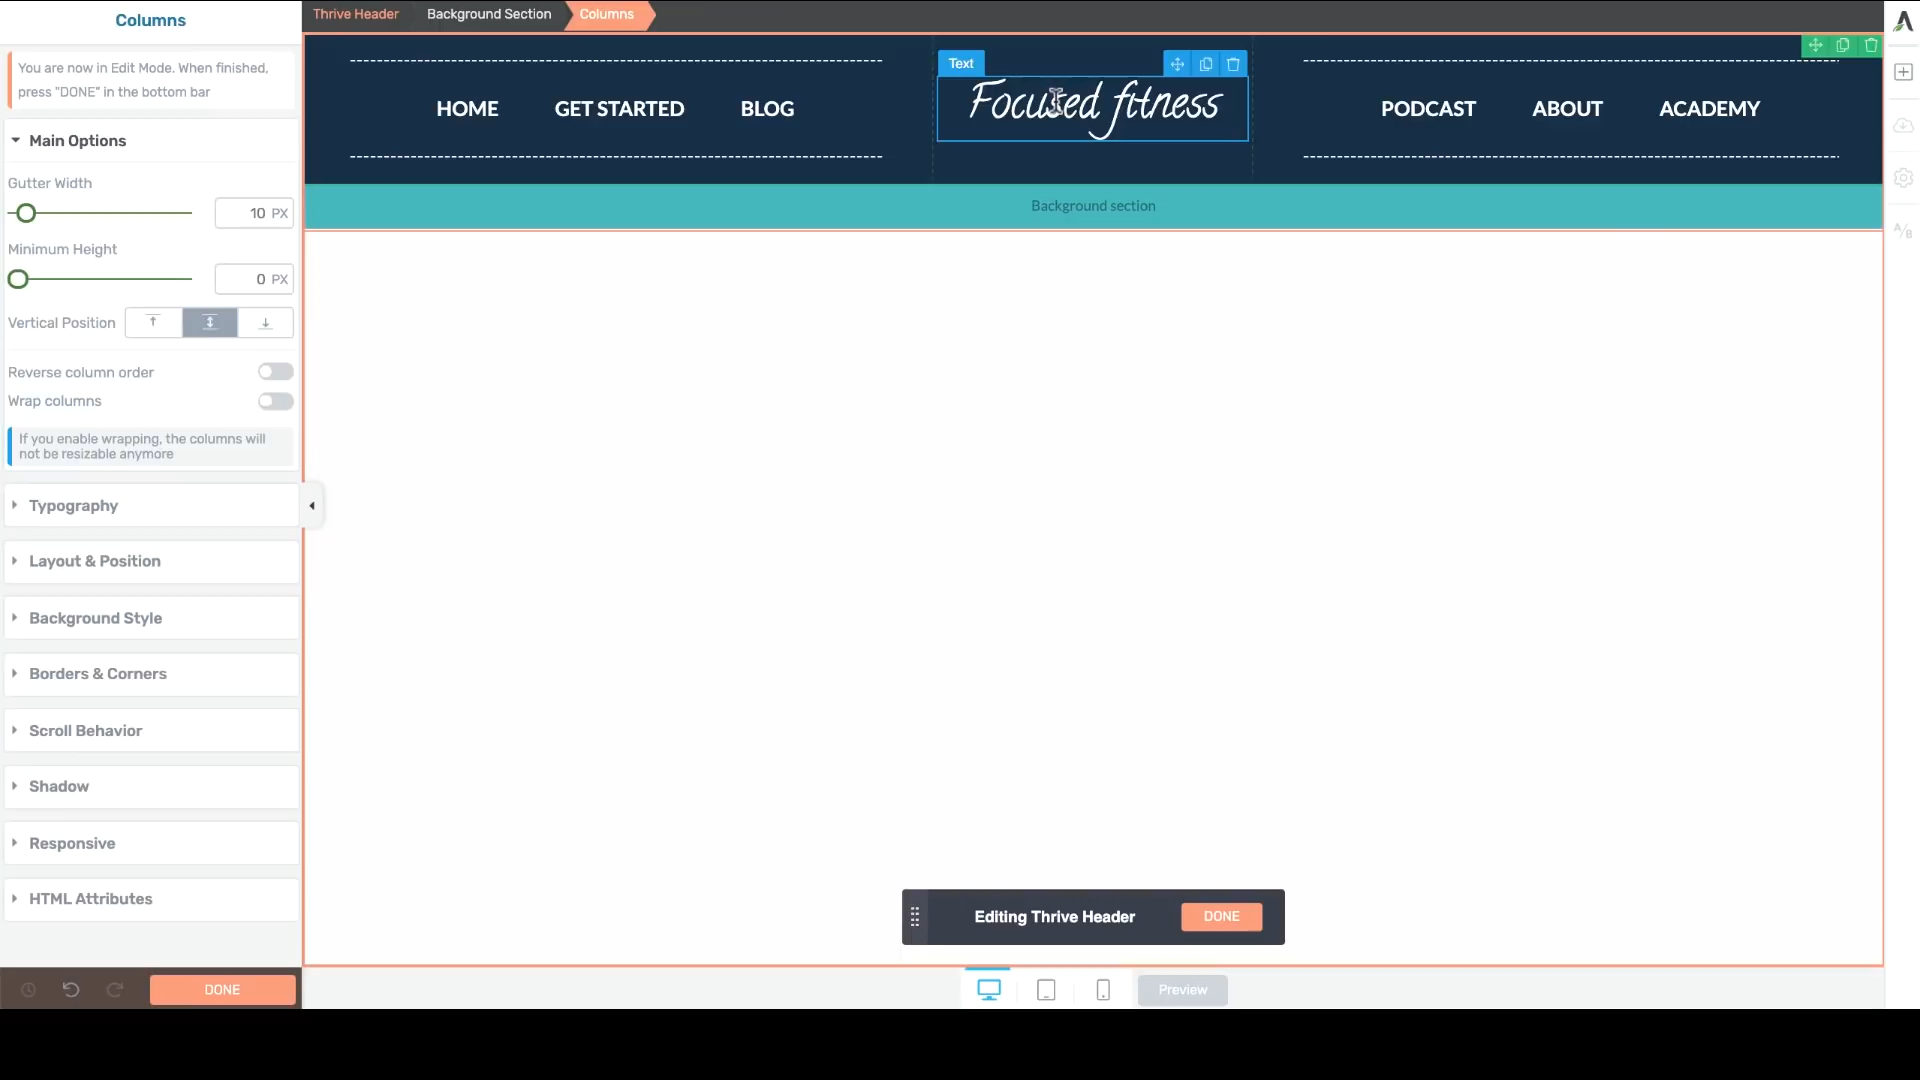 Columns
Thrive Header
Background Section
Columns
You are now in Edit Mode. When finished,
press "DONE" in the bottom bar
Main Options
Gutter Width
10 PX
Minimum Height
0 PX
Vertical Position
Reverse column order
Wrap columns
If you enable wrapping, the columns will
not be resizable anymore
Typography
Layout & Position
Background Style
Borders & Corners
Scroll Behavior
Shadow
Responsive
HTML Attributes
DONE
Text
HOME
GET STARTED
BLOG
Focused fitness
PODCAST
ABOUT
ACADEMY
Background section
Editing Thrive Header
DONE
Preview
A/B